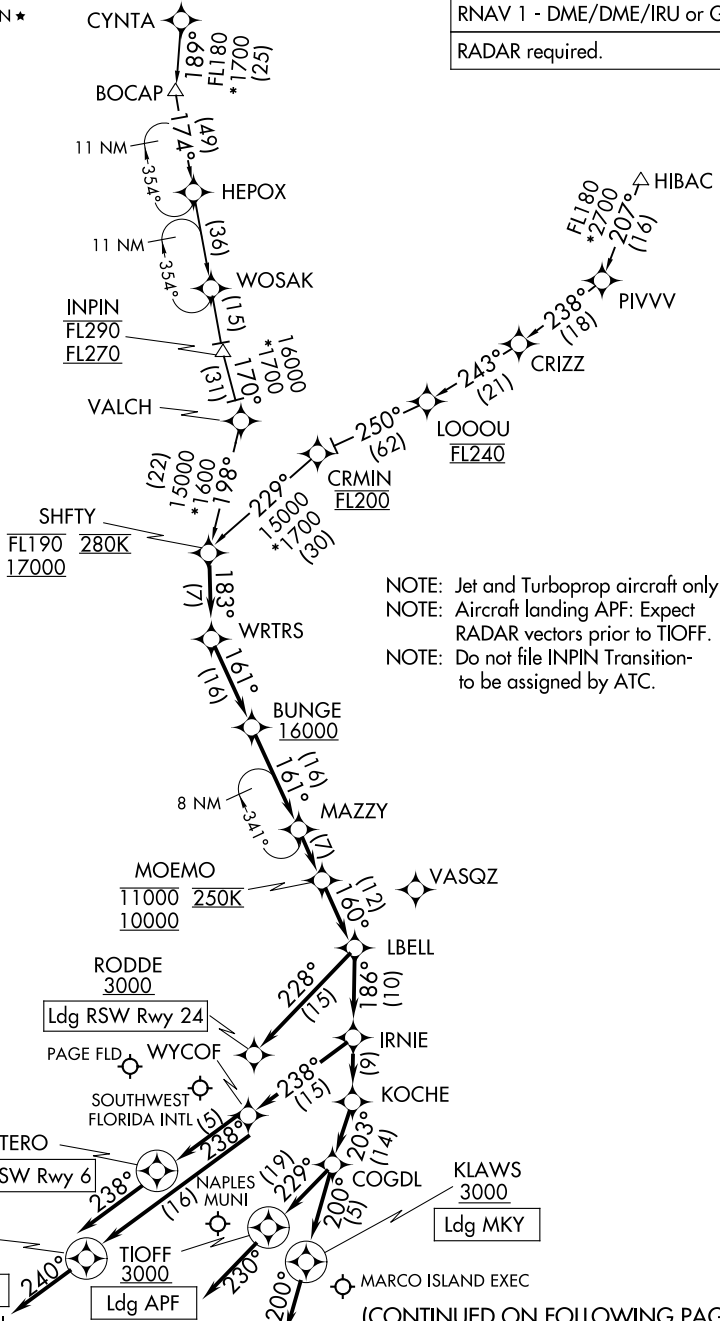 N ★
CYNTA
RNAV 1 - DME/DME/IRU or G
RADAR required.
189°
FL180
*1700
(25)
BOCAP
(49)
174°
11 NM
354°
HEPOX
HIBAC
FL180
*2700
207°
(16)
(36)
11 NM
354°
WOSAK
PIVVV
238°
(18)
INPIN
FL290
FL270
(15)
CRIZZ
16000
*1700
170°
(31)
243°
(21)
VALCH
LOOOU
FL240
250°
(62)
CRMIN
FL200
(22)
15000
*1600
198°
229°
15000
*1700
(30)
SHFTY
FL190 280K
17000
183°
(7)
NOTE: Jet and Turboprop aircraft only
NOTE: Aircraft landing APF: Expect
RADAR vectors prior to TIOFF.
NOTE: Do not file INPIN Transition-
to be assigned by ATC.
WRTRS
161°
(16)
BUNGE
16000
(16)
161°
8 NM
341°
MAZZY
(7)
MOEMO
11000 250K
10000
VASQZ
(12)
160°
LBELL
RODDE
3000
Ldg RSW Rwy 24
228°
(15)
186°
(10)
IRNIE
PAGE FLD
WYCOF
238°
(15)
(9)
SOUTHWEST
FLORIDA INTL
KOCHE
(5)
238°
203°
(14)
TERO
SW Rwy 6
238°
(16)
COGDL
(19)
229°
200°
(5)
NAPLES
MUNI
KLAWS
3000
Ldg MKY
TIOFF
3000
Ldg APF
240°
230°
200°
MARCO ISLAND EXEC
(CONTINUED ON FOLLOWING PAG